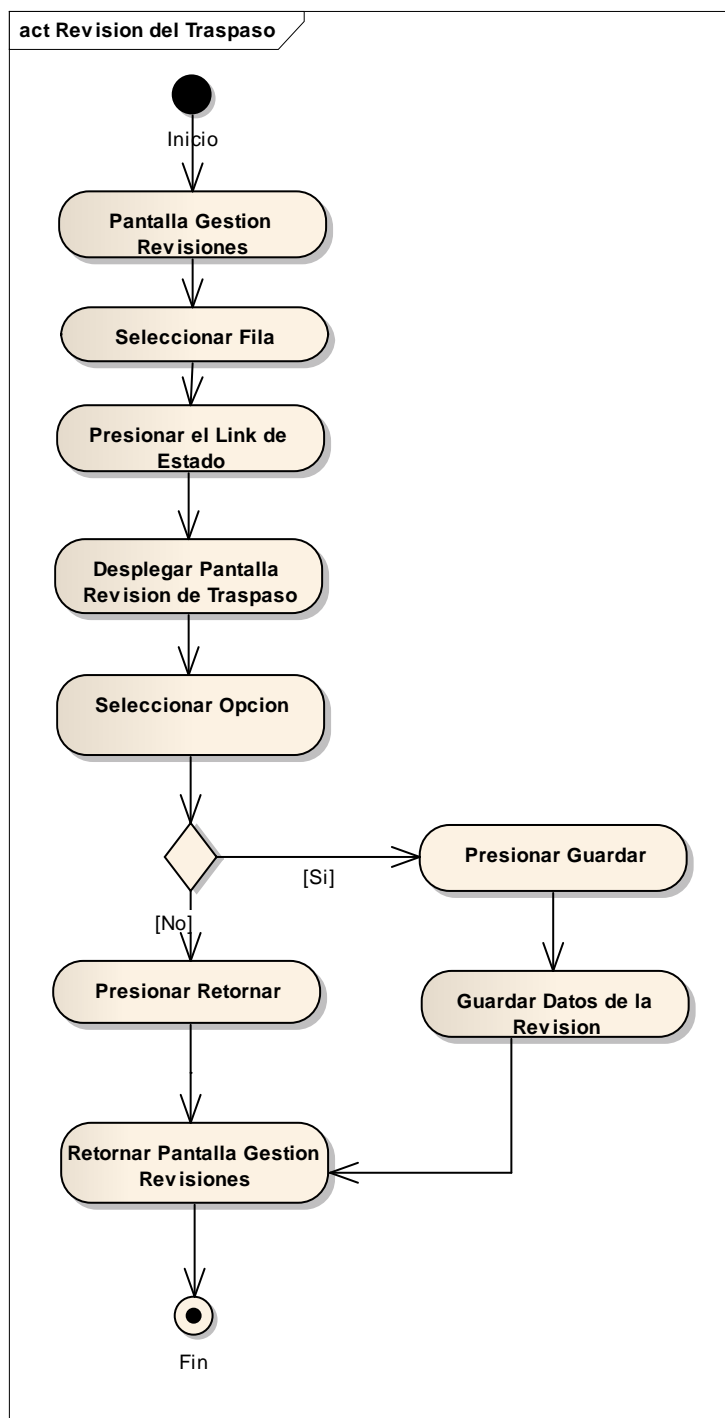 act Revision del Traspaso
Inicio
Pantalla Gestion
Revisiones
Seleccionar Fila
Presionar el Link de
Estado
Desplegar Pantalla
Revision de Traspaso
Seleccionar Opcion
[Si]
Presionar Guardar
[No]
Presionar Retornar
Guardar Datos de la
Revision
Retornar Pantalla Gestion
Revisiones
Fin